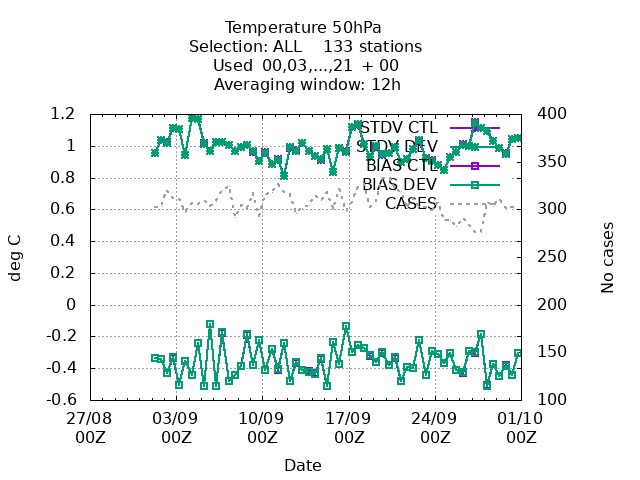 Temperature 50hPa
Selection: ALL 133 stations
Used 00,03,...,21 + 00
Averaging window: 12h
1.2
1
0.8
0.6
0.4
0.2
0
-0.2
-0.4
-0.6
deg C
400
350
300
250
200
150
100
No cases
STDV CTL
STDV DEV
BIAS CTL
BIAS DEV
CASES
27/08 03/09 10/09 17/09 24/09 01/10
00Z 00Z 00Z 00Z 00Z 00Z
Date